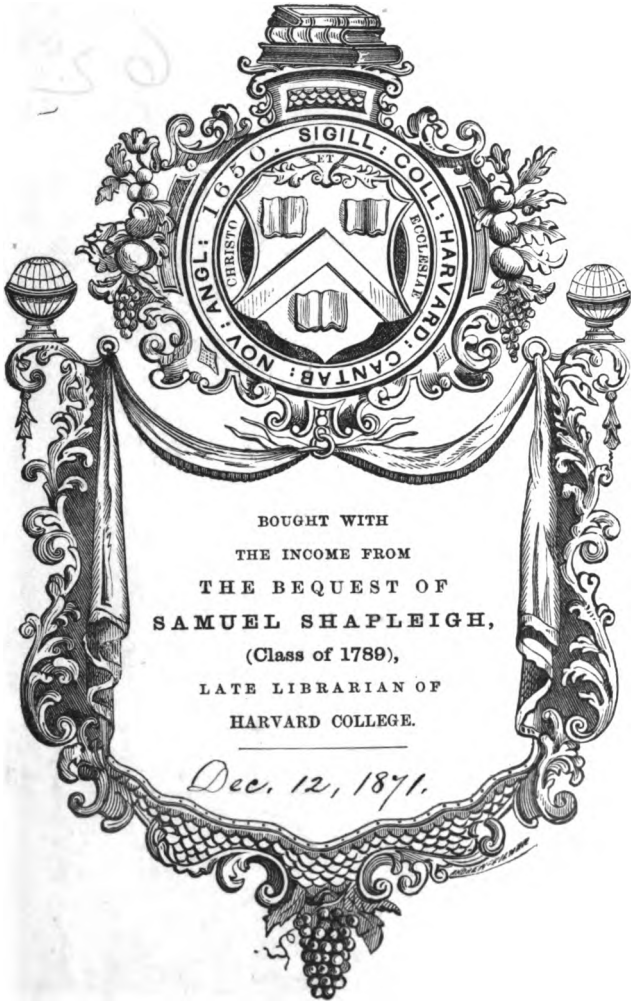 SIGILL: COLL: HARVARD: CANTAB: NOV: ANGL: 1650.
ET
CHRISTO
ECCLESIAE
BOUGHT WITH
THE INCOME FROM
THE BEQUEST OF
SAMUEL SHAPLEIGH,
(Class of 1789),
LATE LIBRARIAN OF
HARVARD COLLEGE.
Dec. 12, 1871.